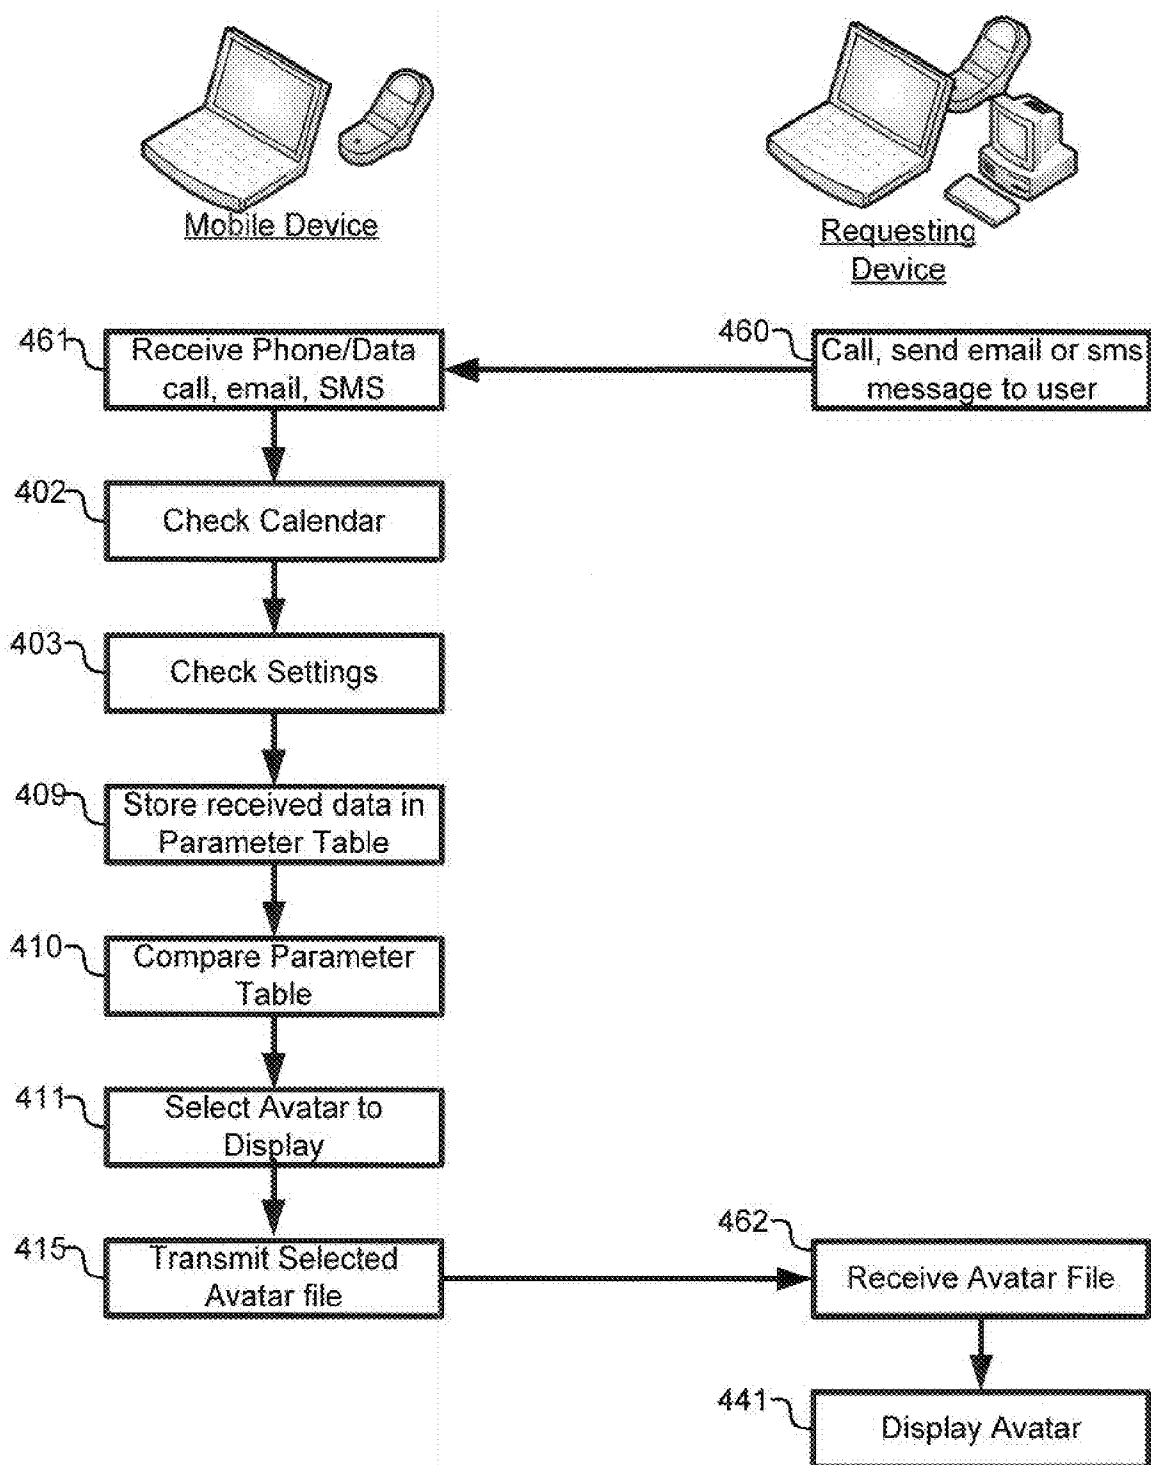 Mobile Device
Requesting
Device
461
Receive Phone/Data
call, email, SMS
460
Call, send email or sms
message to user
402
Check Calendar
403
Check Settings
409
Store received data in
Parameter Table
410
Compare Parameter
Table
411
Select Avatar to
Display
415
Transmit Selected
Avatar file
462
Receive Avatar File
441
Display Avatar